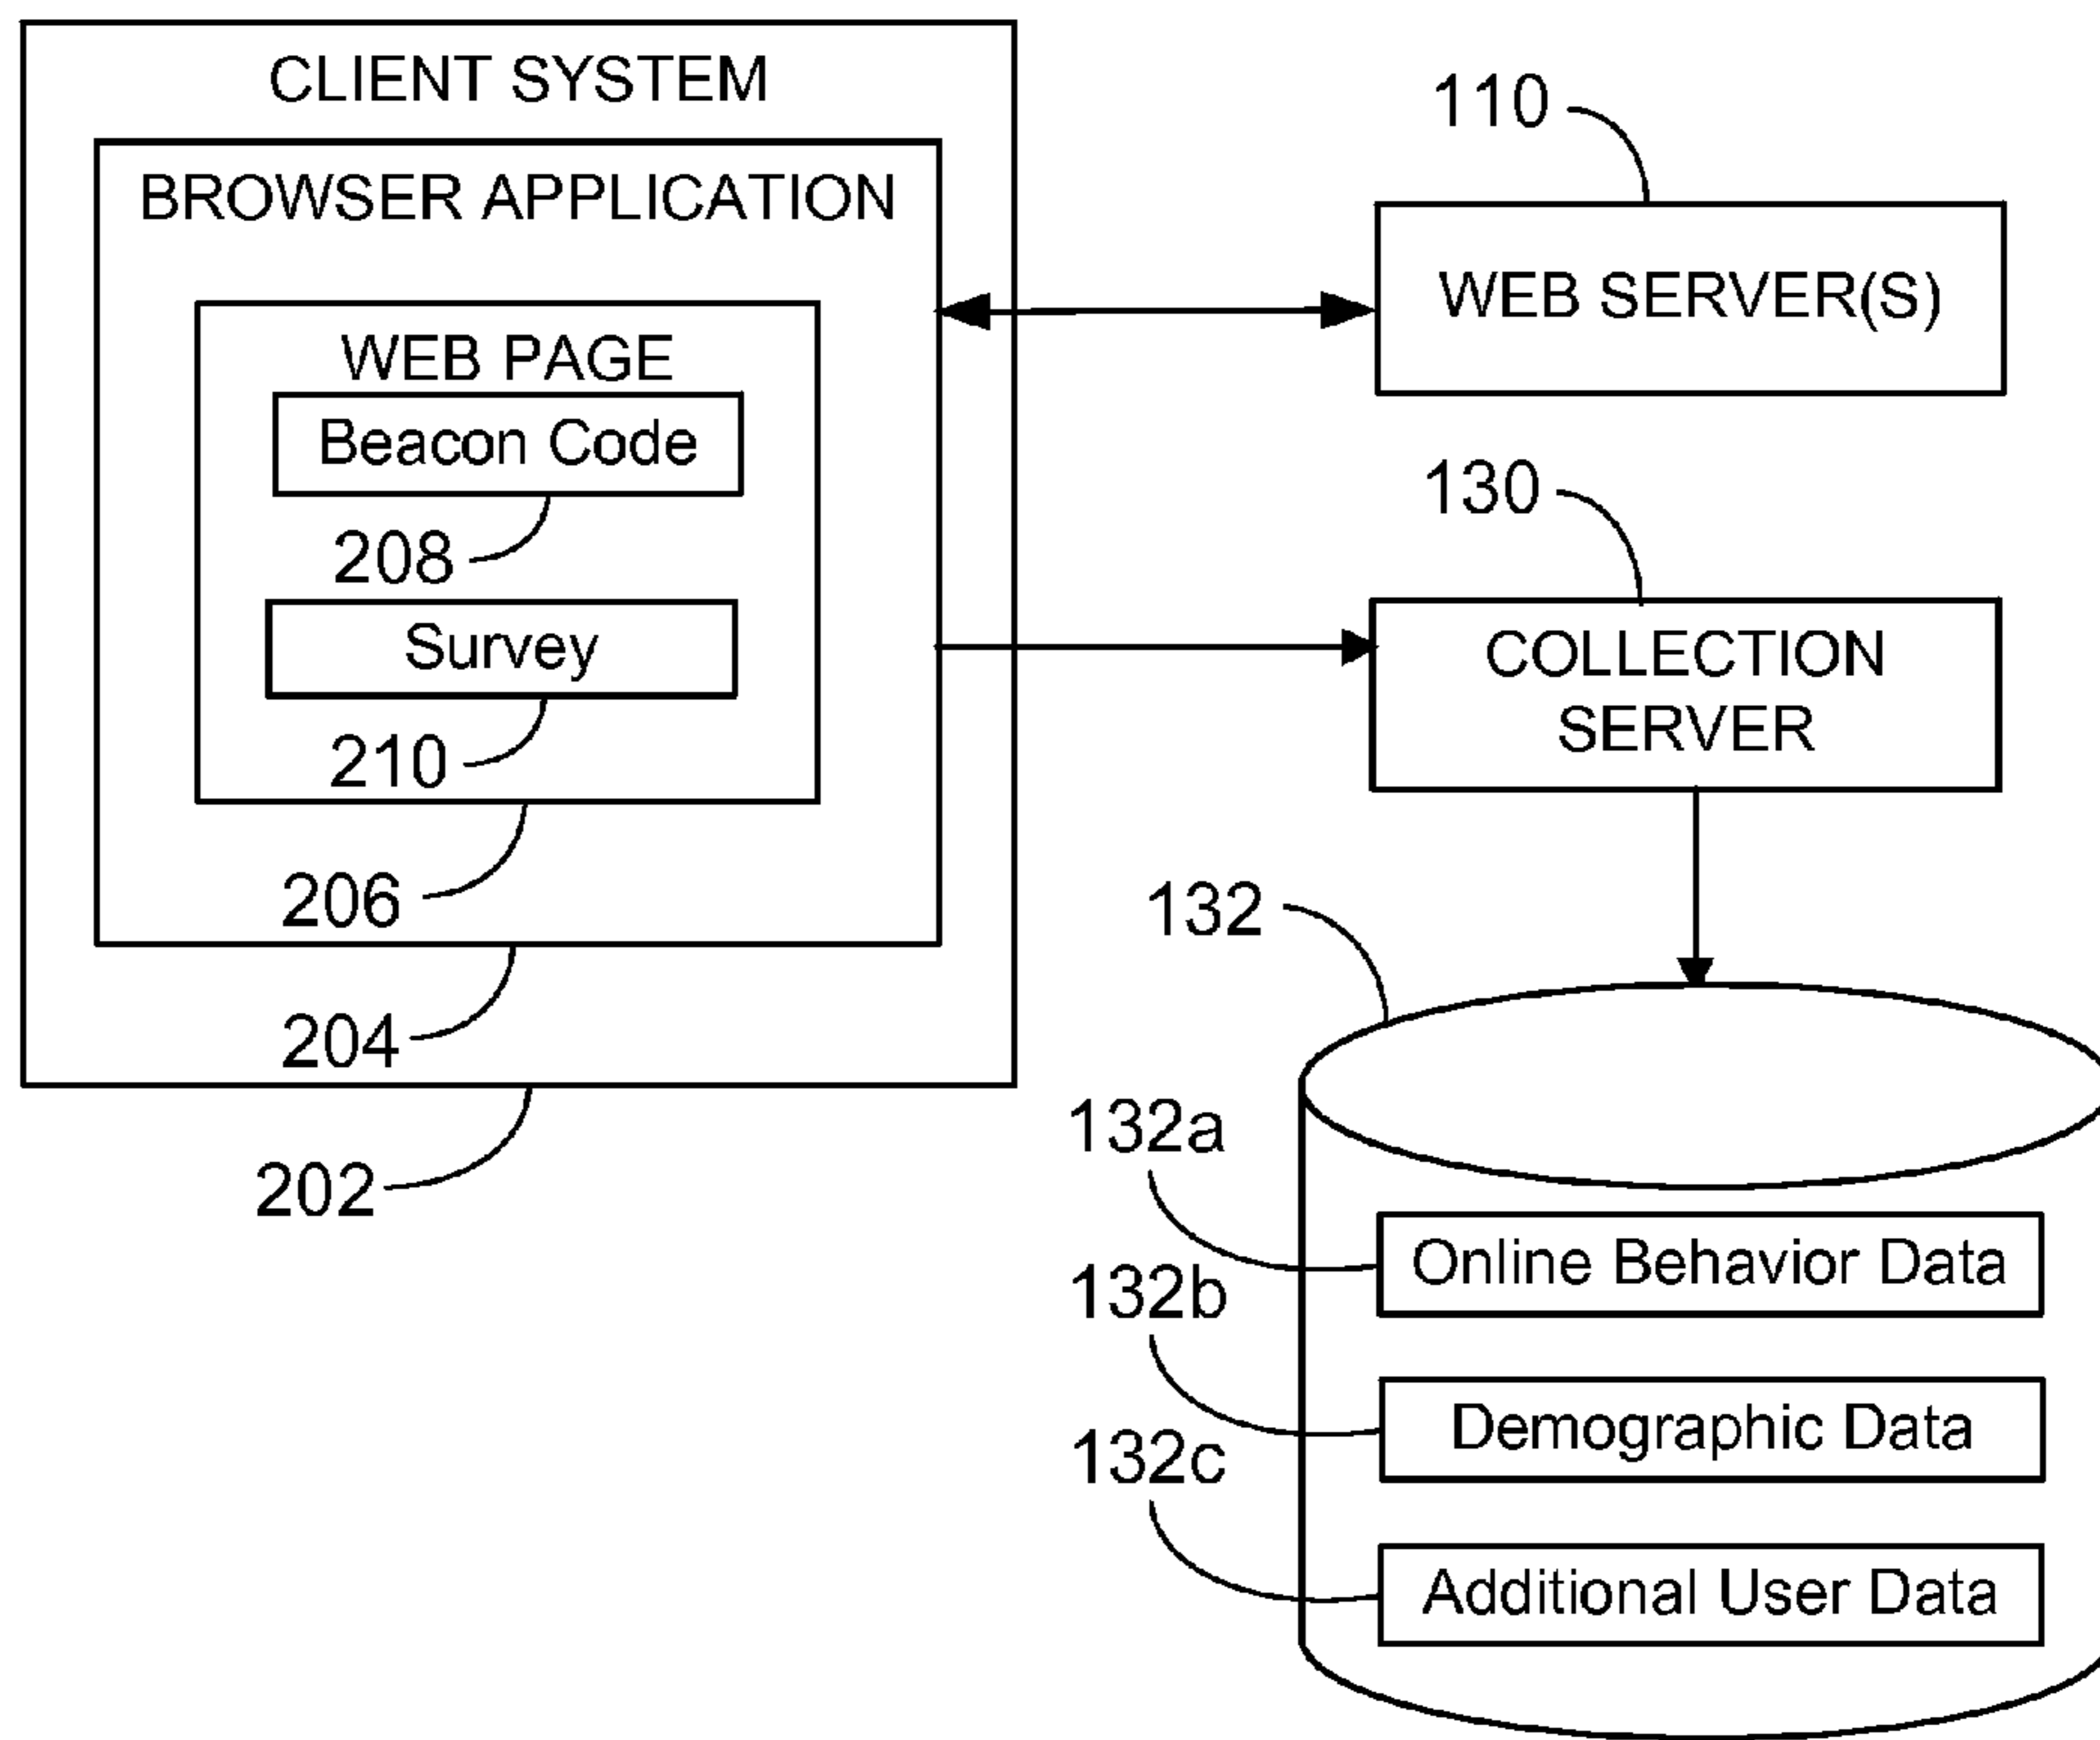 CLIENT SYSTEM
BROWSER APPLICATION
WEB PAGE
Beacon Code
208
Survey
210
206
204
202
110
WEB SERVER(S)
130
COLLECTION
SERVER
132
132a
Online Behavior Data
132b
Demographic Data
132c
Additional User Data